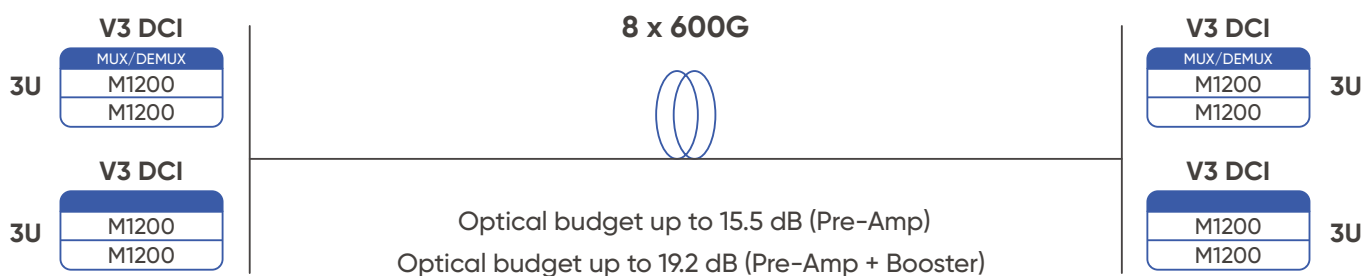 V3 DCI
MUX/DEMUX
3U
M1200
M1200
V3 DCI
3U
M1200
M1200
8 x 600G
Optical budget up to 15.5 dB (Pre-Amp)
Optical budget up to 19.2 dB (Pre-Amp + Booster)
V3 DCI
MUX/DEMUX
M1200
3U
M1200
V3 DCI
M1200
3U
M1200